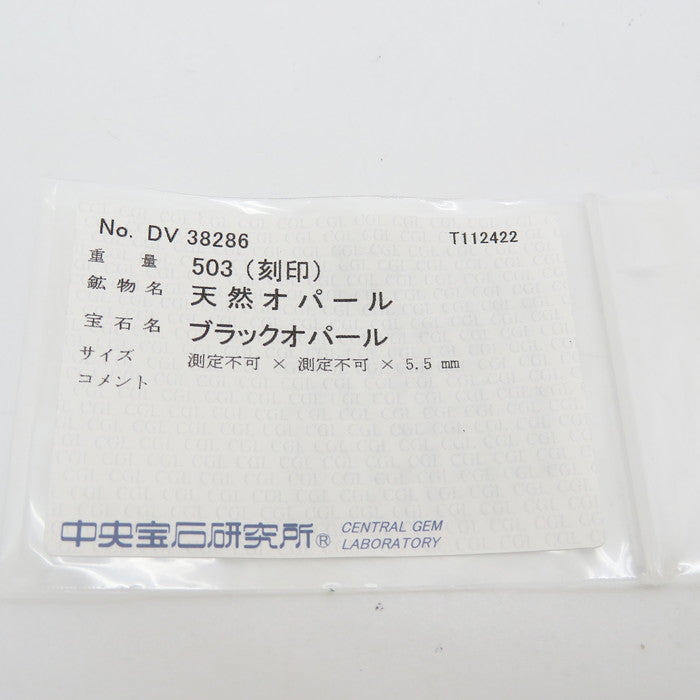 No. DV 38286 T112422
重量 503 (刻印)
鉱物名 天然オパール
宝石名 ブラックオパール
サイズ 測定不可 × 測定不可 × 5.5 mm
コメント
中央宝石研究所® CENTRAL GEM LABORATORY